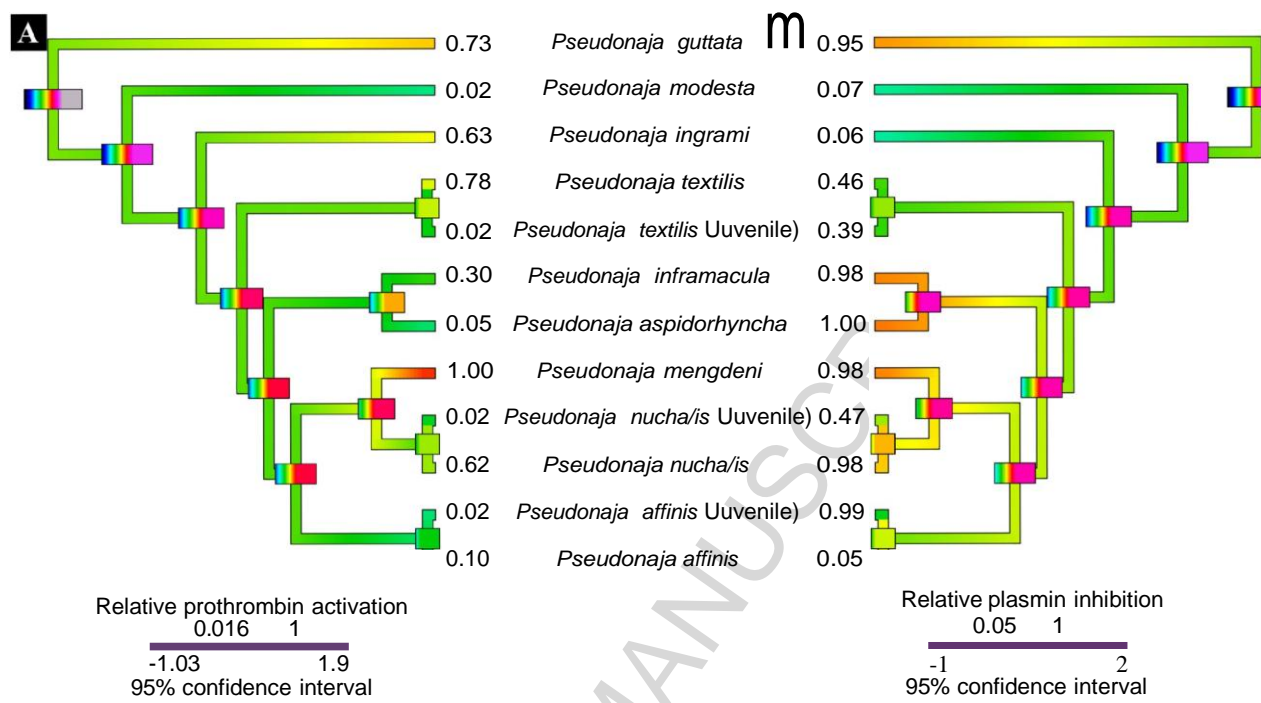 A m
0.73 Pseudonaja guttata 0.95
0.02 Pseudonaja modesta 0.07
0.63 Pseudonaja ingrami 0.06
0.78 Pseudonaja textilis 0.46
0.02 Pseudonaja textilis Uuvenile) 0.39
0.30 Pseudonaja inframacula 0.98
0.05 Pseudonaja aspidorhyncha 1.00
1.00 Pseudonaja mengdeni 0.98
0.02 Pseudonaja nucha/is Uuvenile) 0.47
0.62 Pseudonaja nucha/is 0.98
0.02 Pseudonaja affinis Uuvenile) 0.99
0.10 Pseudonaja affinis 0.05
Relative prothrombin activation
0.016 1
-1.03 1.9
95% confidence interval
Relative plasmin inhibition
0.05 1
-1 2
95% confidence interval
MANUSCR